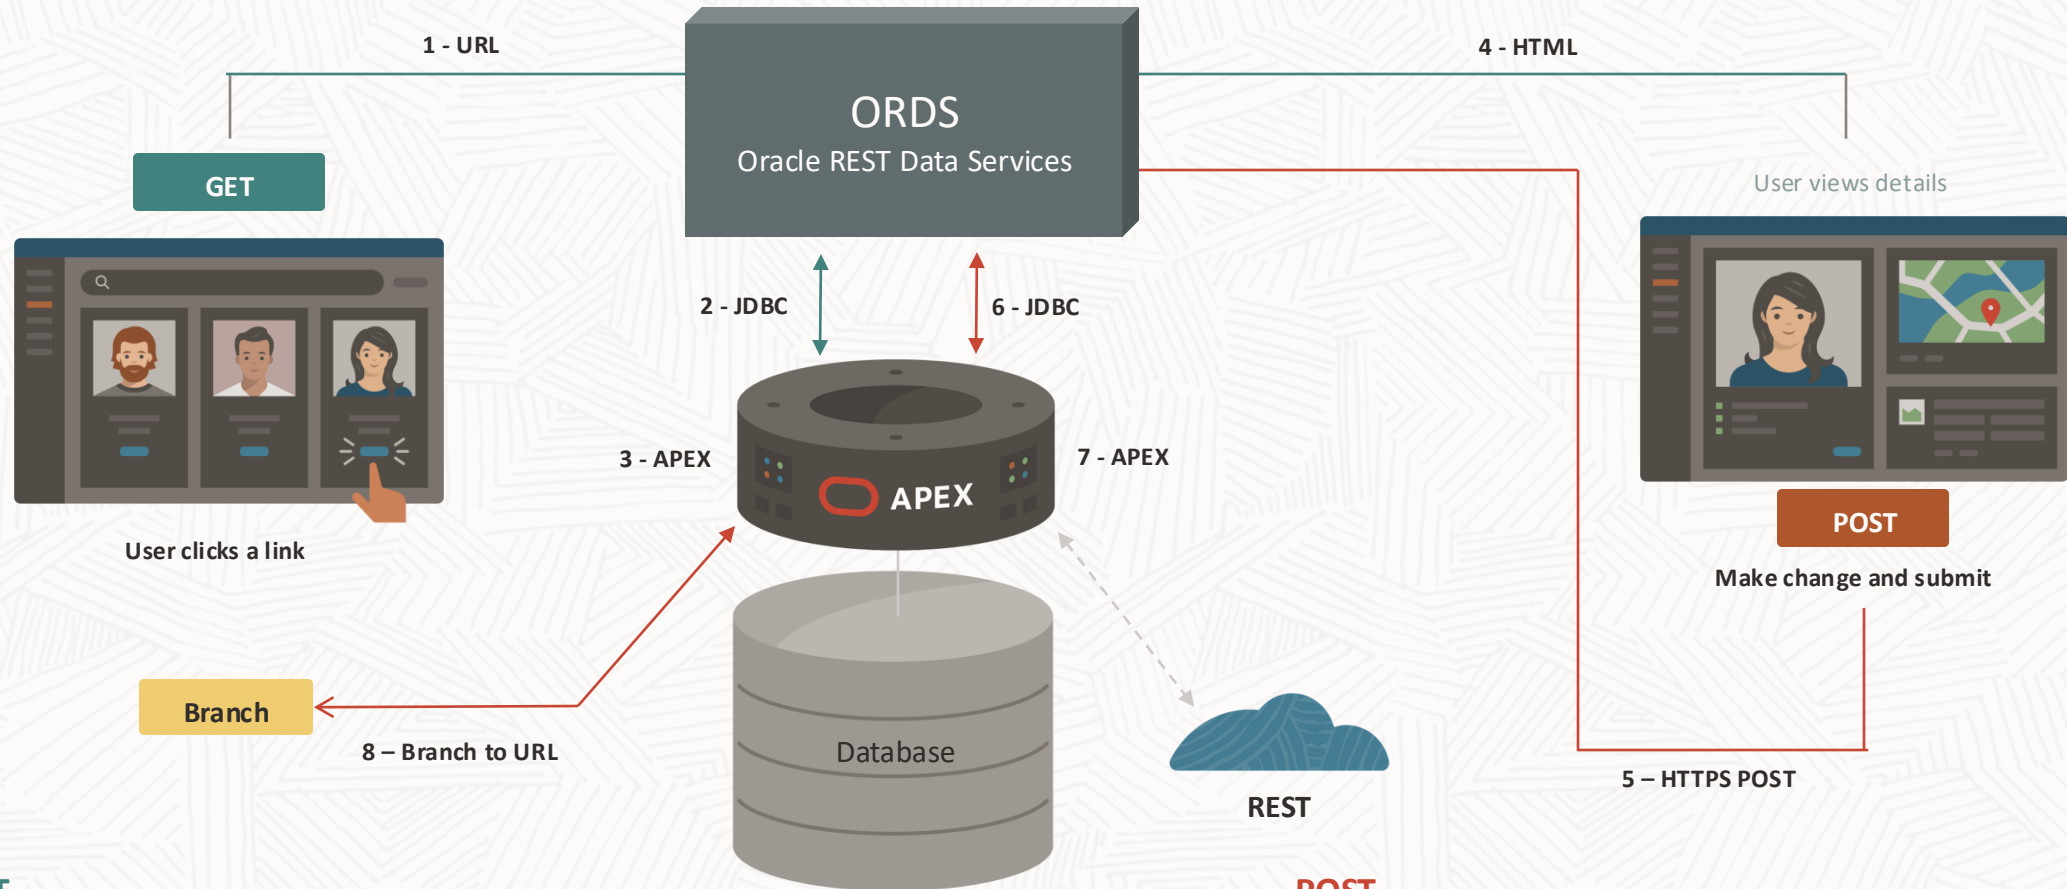 1 - URL
4 - HTML
ORDS
Oracle REST Data Services
GET
User views details
2 - JDBC
6 - JDBC
3 - APEX
7 - APEX
APEX
User clicks a link
POST
Make change and submit
Branch
8 – Branch to URL
Database
5 – HTTPS POST
REST
POST